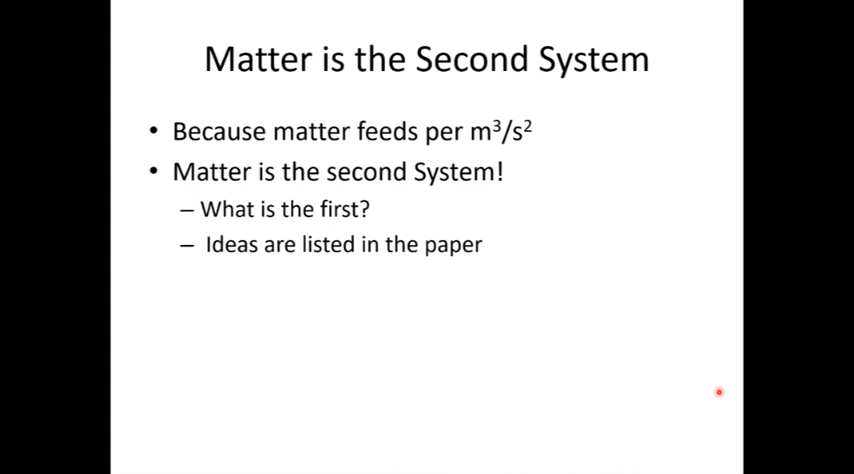 Matter is the Second System
• Because matter feeds per m³/s²
• Matter is the second System!
– What is the first?
– Ideas are listed in the paper